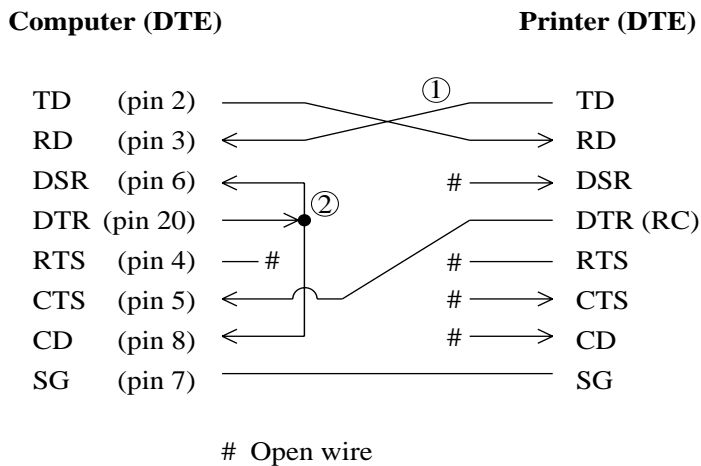 Computer (DTE) Printer (DTE)
①
TD (pin 2) TD
RD (pin 3) RD
DSR (pin 6) # DSR
②
DTR (pin 20) DTR (RC)
RTS (pin 4) # # RTS
CTS (pin 5) # CTS
CD (pin 8) # CD
SG (pin 7) SG
# Open wire